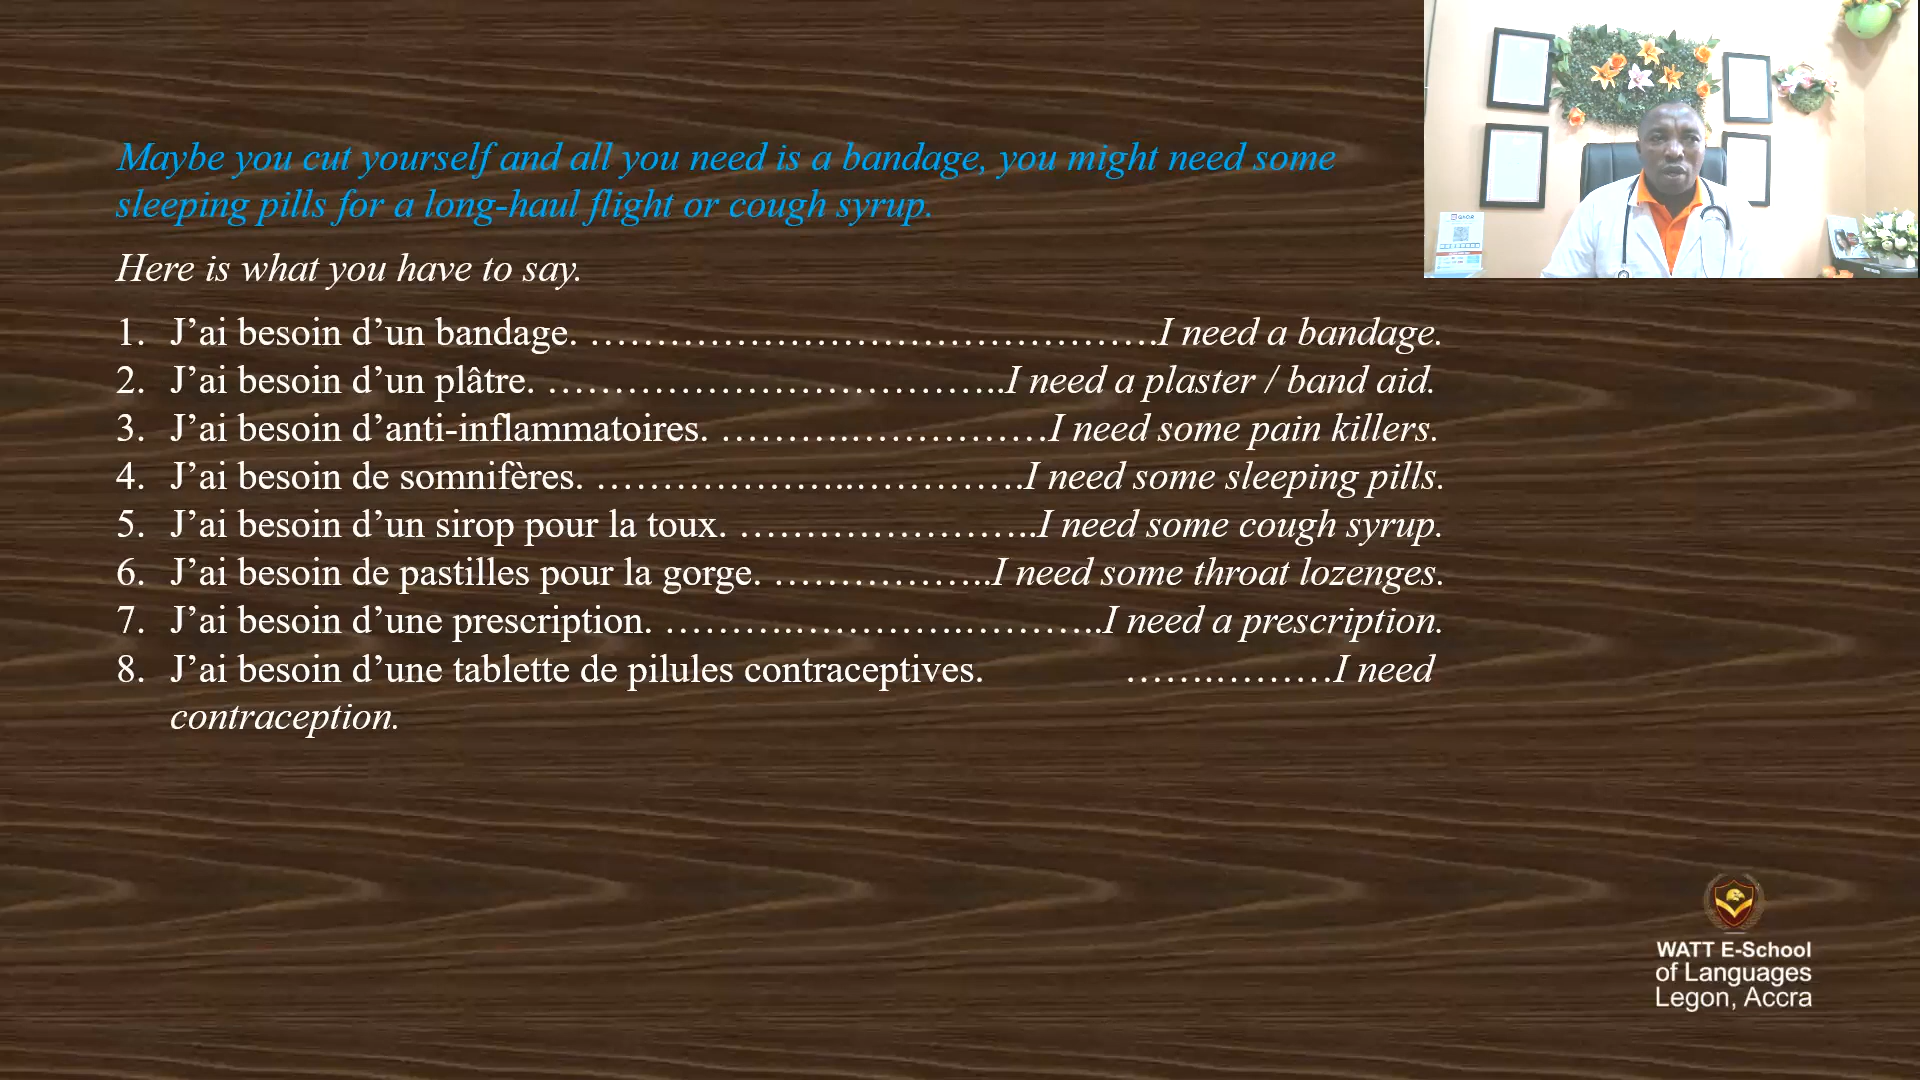 Maybe you cut yourself and all you need is a bandage, you might need some
sleeping pills for a long-haul flight or cough syrup.
Here is what you have to say.
1. J’ai besoin d’un bandage. …………………………………….I need a bandage.
2. J’ai besoin d’un plâtre. ……………………………..I need a plaster / band aid.
3. J’ai besoin d’anti-inflammatoires. ……….……………I need some pain killers.
4. J’ai besoin de somnifères. ………………..………….I need some sleeping pills.
5. J’ai besoin d’un sirop pour la toux. …………………..I need some cough syrup.
6. J’ai besoin de pastilles pour la gorge. ……………..I need some throat lozenges.
7. J’ai besoin d’une prescription. ……….………….………..I need a prescription.
8. J’ai besoin d’une tablette de pilules contraceptives. …….………I need
contraception.
WATT E-School
of Languages
Legon, Accra